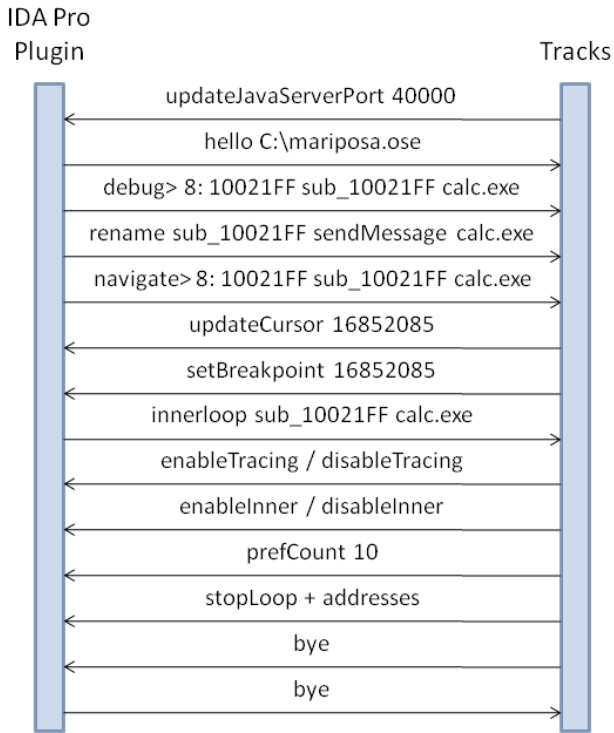 IDA Pro
Plugin
Tracks
updateJavaServerPort 40000
hello C:\mariposa.ose
debug> 8: 10021FF sub_10021FF calc.exe
rename sub_10021FF sendMessage calc.exe
navigate> 8: 10021FF sub_10021FF calc.exe
updateCursor 16852085
setBreakpoint 16852085
innerloop sub_10021FF calc.exe
enableTracing / disableTracing
enableInner / disableInner
prefCount 10
stopLoop + addresses
bye
bye